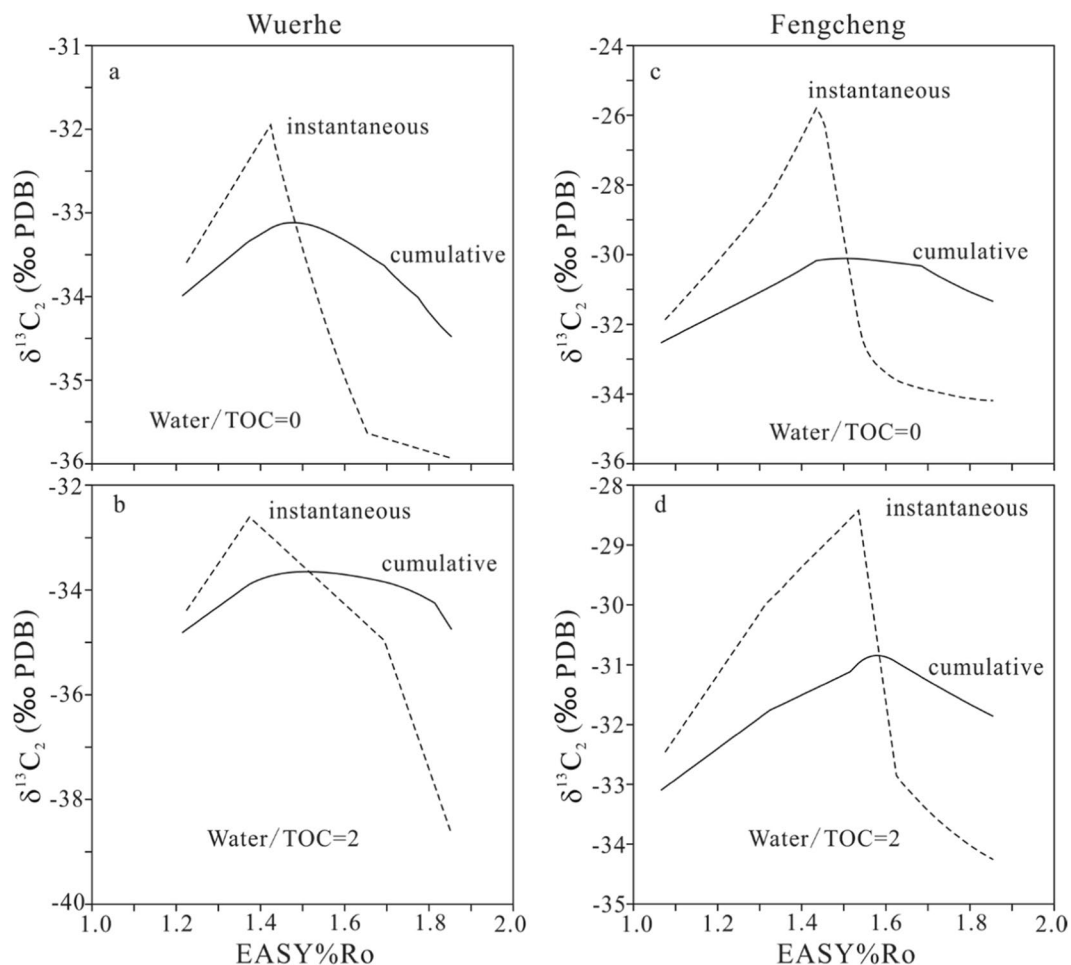 Wuerhe
Fengcheng
a
instantaneous
cumulative
Water/TOC=0
δ¹³C₂ (‰ PDB)
-31
-32
-33
-34
-35
-36
c
instantaneous
cumulative
Water/TOC=0
δ¹³C₂ (‰ PDB)
-24
-26
-28
-30
-32
-34
-36
b
instantaneous
cumulative
Water/TOC=2
δ¹³C₂ (‰ PDB)
-32
-34
-36
-38
-40
1.0 1.2 1.4 1.6 1.8 2.0
EASY%Ro
d
instantaneous
cumulative
Water/TOC=2
δ¹³C₂ (‰ PDB)
-28
-29
-30
-31
-32
-33
-34
-35
1.0 1.2 1.4 1.6 1.8 2.0
EASY%Ro